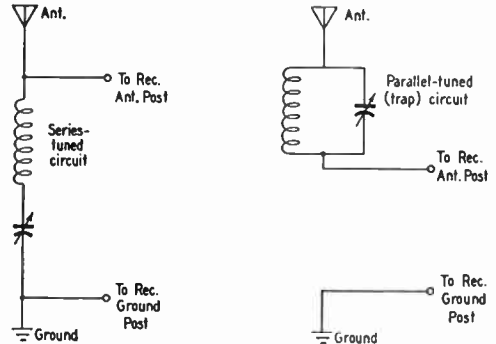 Ant.
To Rec.
Ant. Post
Series-
tuned
circuit
To Rec.
Ground
Post
Ground
Ant.
Parallel-tuned
(trap) circuit
To Rec.
Ant. Post
To Rec.
Ground
Post
Ground